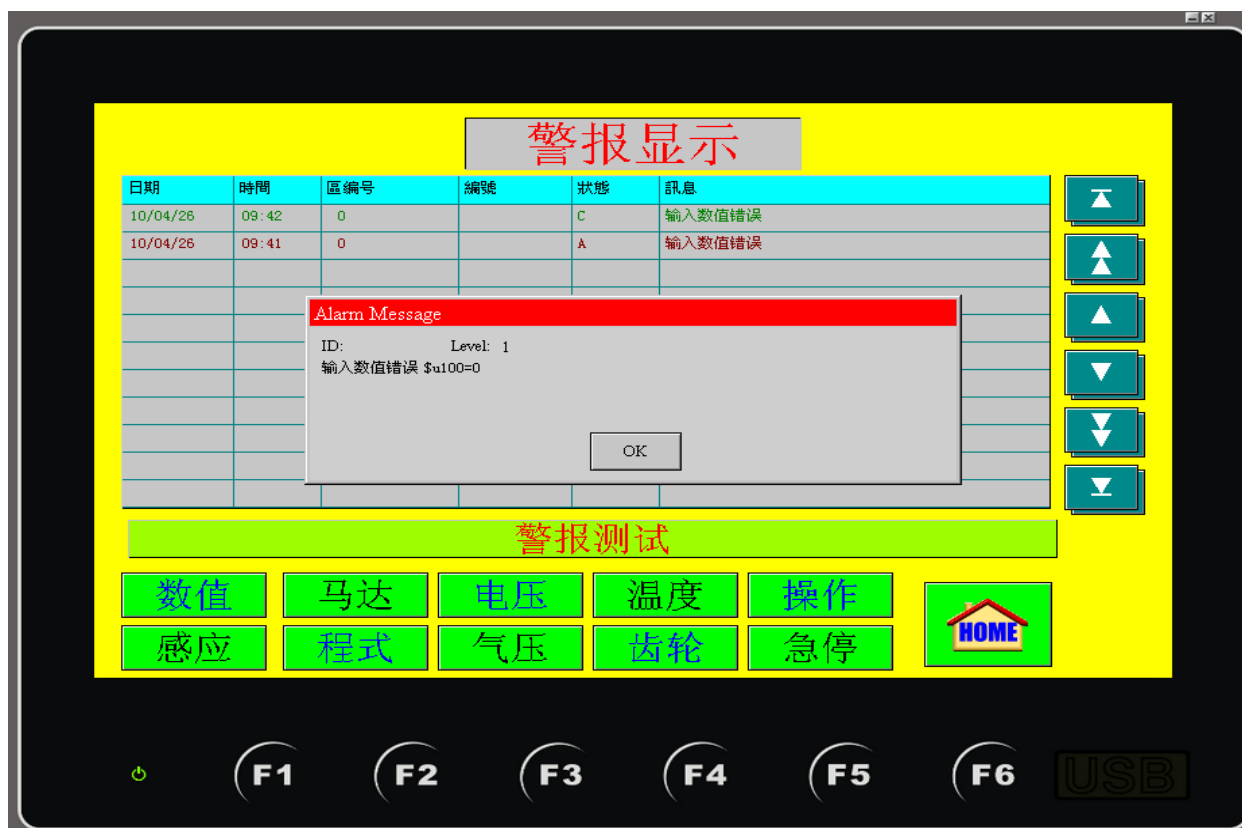 警报显示
日期 時間 區编号 編號 狀態 訊息
10/04/26 09:42 0 C 输入数值错误
10/04/26 09:41 0 A 输入数值错误
Alarm Message
ID: Level: 1
输入数值错误 $u100=0
OK
警报测试
数值 马达 电压 温度 操作
感应 程式 气压 齿轮 急停
HOME
F1 F2 F3 F4 F5 F6 USB